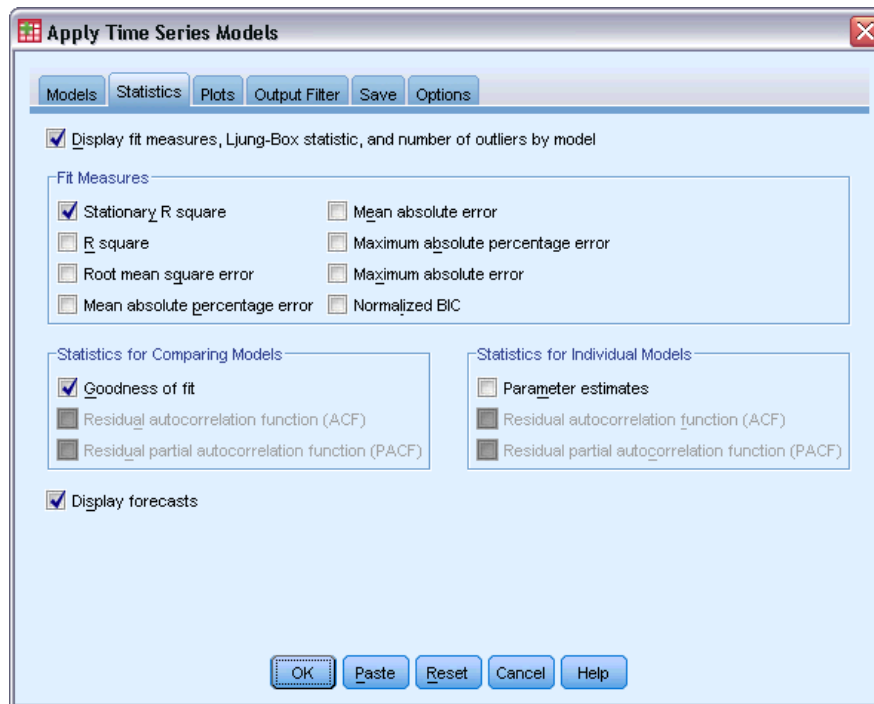 Apply Time Series Models
Models Statistics Plots Output Filter Save Options
Display fit measures, Ljung-Box statistic, and number of outliers by model
Fit Measures
Stationary R square
R square
Root mean square error
Mean absolute percentage error
Mean absolute error
Maximum absolute percentage error
Maximum absolute error
Normalized BIC
Statistics for Comparing Models
Goodness of fit
Residual autocorrelation function (ACF)
Residual partial autocorrelation function (PACF)
Statistics for Individual Models
Parameter estimates
Residual autocorrelation function (ACF)
Residual partial autocorrelation function (PACF)
Display forecasts
OK Paste Reset Cancel Help